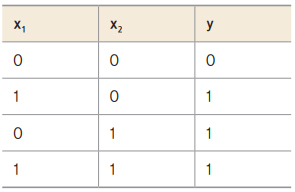 x₁ x₂ y
0 0 0
1 0 1
0 1 1
1 1 1